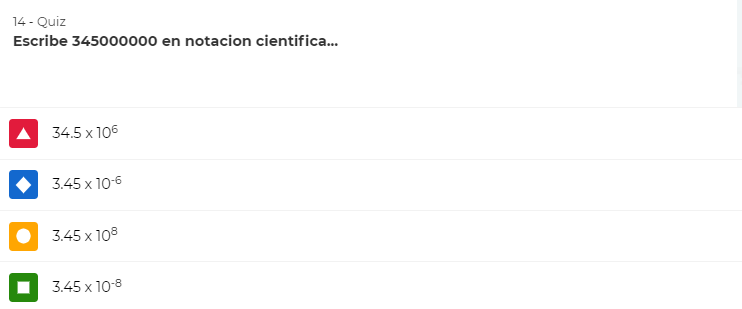 14 - Quiz
Escribe 345000000 en notacion cientifica...
34.5 x 10⁶
3.45 x 10⁻⁶
3.45 x 10⁸
3.45 x 10⁻⁸